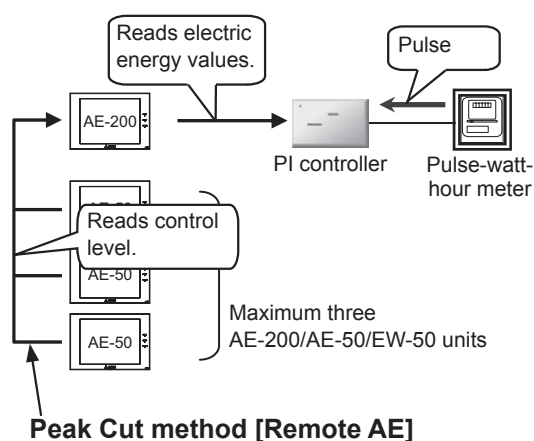 Reads electric
energy values.
Pulse
AE-200
PI controller
Pulse-watt-
hour meter
Reads control
level.
AE-50
AE-50
Maximum three
AE-200/AE-50/EW-50 units
Peak Cut method [Remote AE]